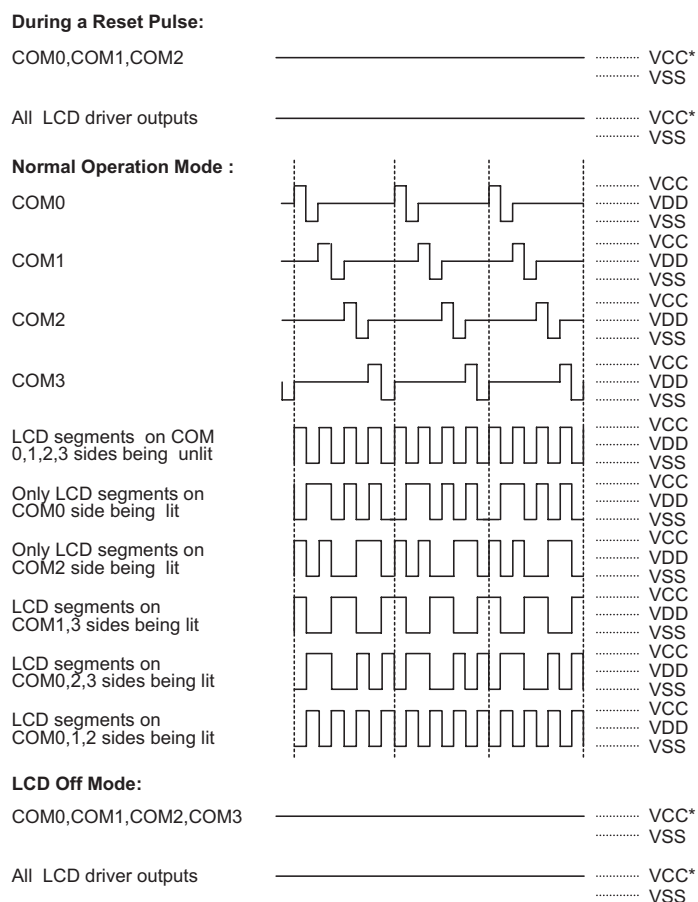 During a Reset Pulse:
COM0,COM1,COM2
VCC*
VSS
All LCD driver outputs
VCC*
VSS
Normal Operation Mode :
COM0
VCC
VDD
VSS
COM1
VCC
VDD
VSS
COM2
VCC
VDD
VSS
COM3
VCC
VDD
VSS
LCD segments on COM
0,1,2,3 sides being unlit
VCC
VDD
VSS
Only LCD segments on
COM0 side being lit
VCC
VDD
VSS
Only LCD segments on
COM2 side being lit
VCC
VDD
VSS
LCD segments on
COM1,3 sides being lit
VCC
VDD
VSS
LCD segments on
COM0,2,3 sides being lit
VCC
VDD
VSS
LCD segments on
COM0,1,2 sides being lit
VCC
VDD
VSS
LCD Off Mode:
COM0,COM1,COM2,COM3
VCC*
VSS
All LCD driver outputs
VCC*
VSS